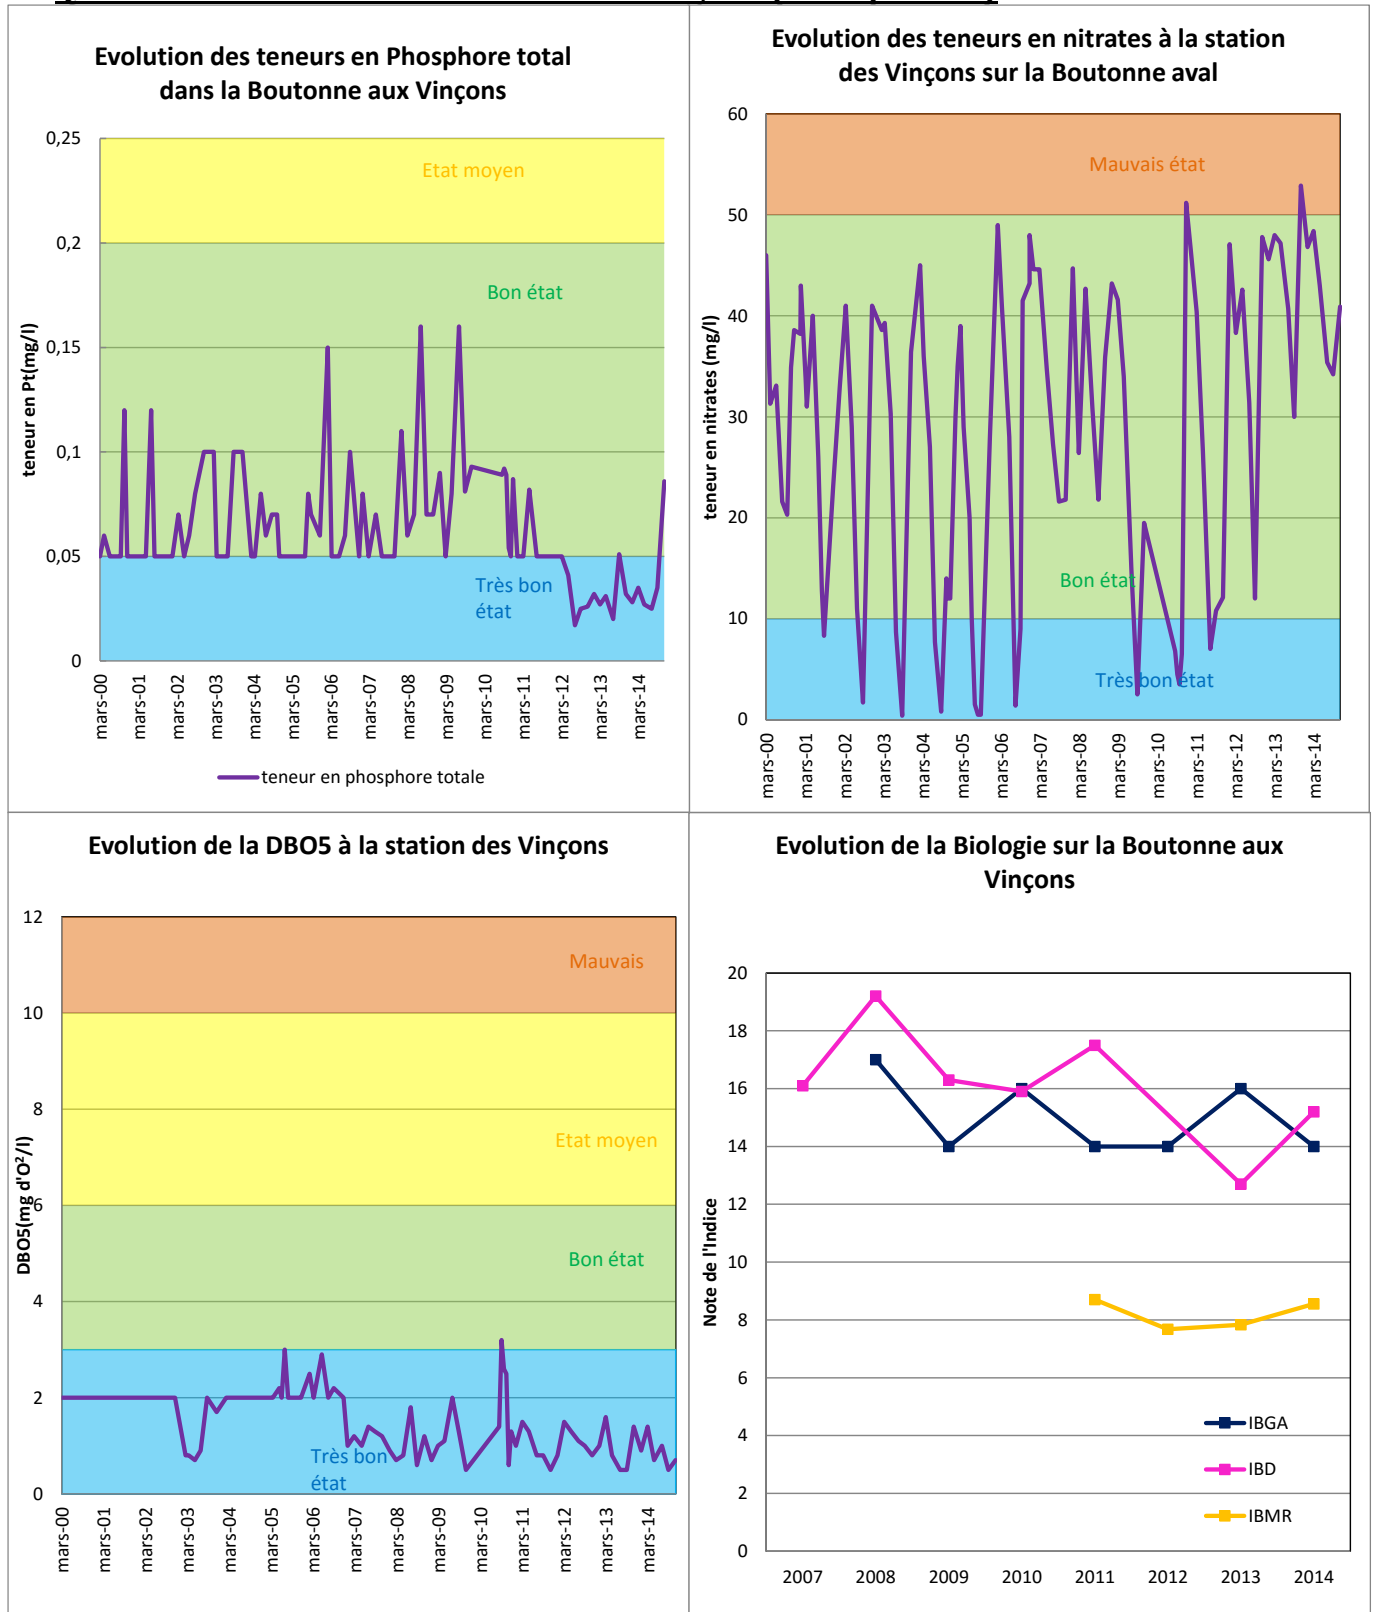 Evolution des teneurs en Phosphore total
dans la Boutonne aux Vinçons
teneur en Pt(mg/l)
0,25
0,2
0,15
0,1
0,05
0
Etat moyen
Bon état
Très bon
état
mars-00
mars-01
mars-02
mars-03
mars-04
mars-05
mars-06
mars-07
mars-08
mars-09
mars-10
mars-11
mars-12
mars-13
mars-14
teneur en phosphore totale
Evolution des teneurs en nitrates à la station
des Vinçons sur la Boutonne aval
teneur en nitrates (mg/l)
60
50
40
30
20
10
0
Mauvais état
Bon état
Très bon état
mars-00
mars-01
mars-02
mars-03
mars-04
mars-05
mars-06
mars-07
mars-08
mars-09
mars-10
mars-11
mars-12
mars-13
mars-14
Evolution de la DBO5 à la station des Vinçons
DBO5(mg d'O²/l)
12
10
8
6
4
2
0
Mauvais
Etat moyen
Bon état
Très bon
état
mars-00
mars-01
mars-02
mars-03
mars-04
mars-05
mars-06
mars-07
mars-08
mars-09
mars-10
mars-11
mars-12
mars-13
mars-14
Evolution de la Biologie sur la Boutonne aux
Vinçons
Note de l'Indice
20
18
16
14
12
10
8
6
4
2
0
IBGA
IBD
IBMR
2007
2008
2009
2010
2011
2012
2013
2014